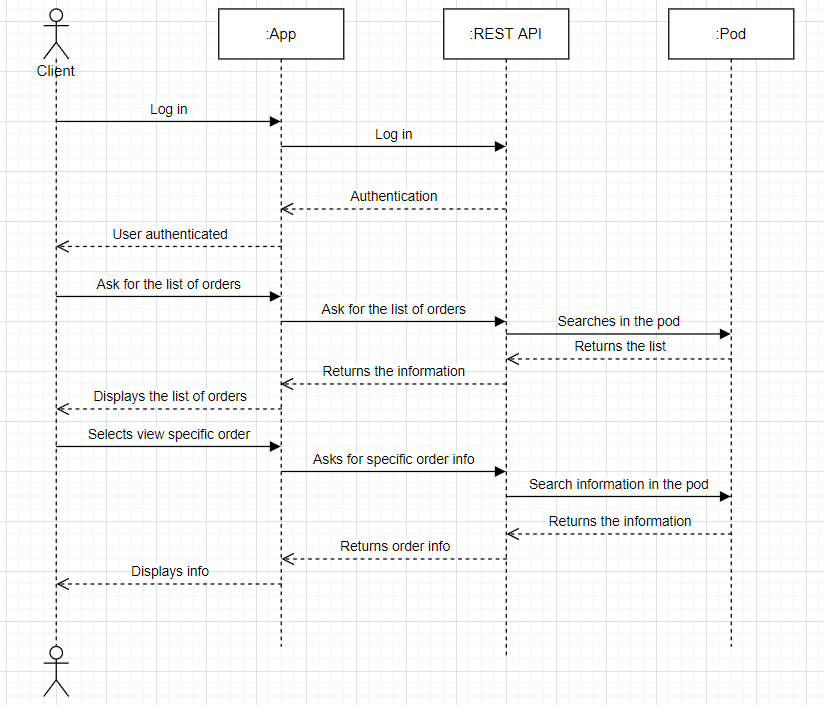 :App
:REST API
:Pod
Client
Log in
Log in
Authentication
User authenticated
Ask for the list of orders
Ask for the list of orders
Searches in the pod
Returns the list
Returns the information
Displays the list of orders
Selects view specific order
Asks for specific order info
Search information in the pod
Returns the information
Returns order info
Displays info